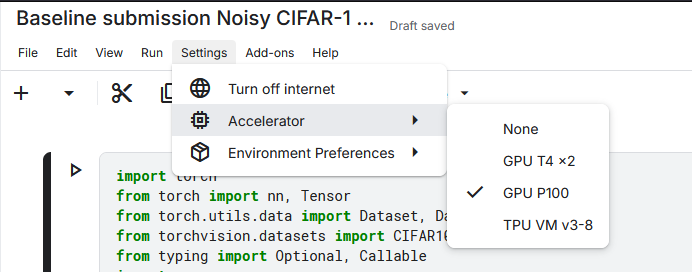 Baseline submission Noisy CIFAR-1 ... Draft saved
File Edit View Run Settings Add-ons Help
Turn off internet
Accelerator
Environment Preferences
None
GPU T4 ×2
GPU P100
TPU VM v3-8
import torch
from torch import nn, Tensor
from torch.utils.data import Dataset,
from torchvision.datasets import
from typing import Optional, Callable